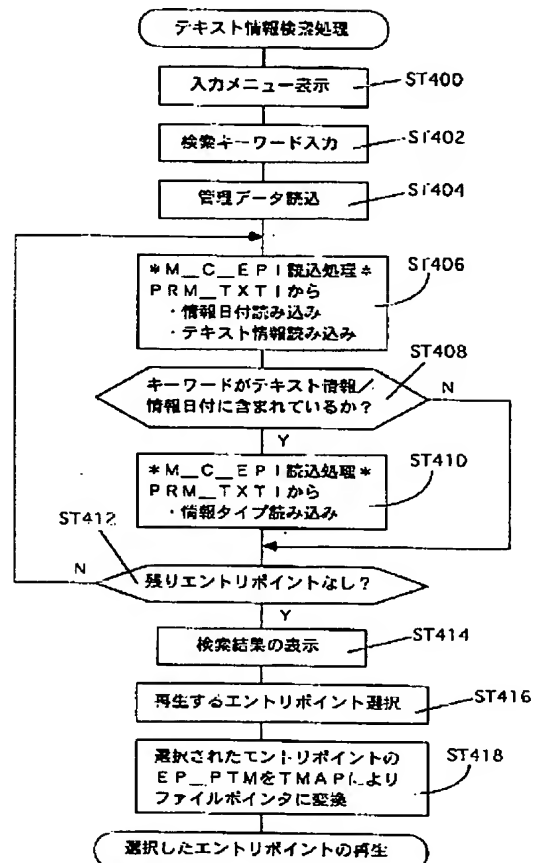 テキスト情報検索処理
入力メニュー表示
ST400
検索キーワード入力
ST402
管理データ読込
ST404
*M__C__EPI読込処理*
PRM__TXTIから
・情報日付読み込み
・テキスト情報読み込み
ST406
キーワードがテキスト情報/
情報日付に含まれているか?
ST408
N
Y
*M__C__EPI読込処理*
PRM__TXTIから
・情報タイプ読み込み
ST410
ST412
N
残りエントリポイントなし?
Y
検索結果の表示
ST414
再生するエントリポイント選択
ST416
選択されたエントリポイントの
EP__PTMをTMAPにより
ファイルポインタに変換
ST418
選択したエントリポイントの再生